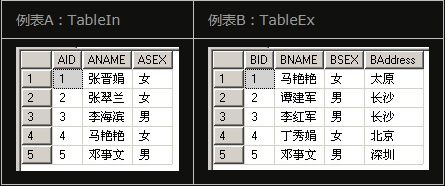 例表A：TableIn
例表B：TableEx
AID ANAME ASEX
1 1 张晋娟 女
2 2 张翠兰 女
3 3 李海滨 男
4 4 马艳艳 女
5 5 邓事文 男
BID BNAME BSEX BAddress
1 1 马艳艳 女 太原
2 2 谭建军 男 长沙
3 3 李红军 男 长沙
4 4 丁秀娟 女 北京
5 5 邓事文 男 深圳